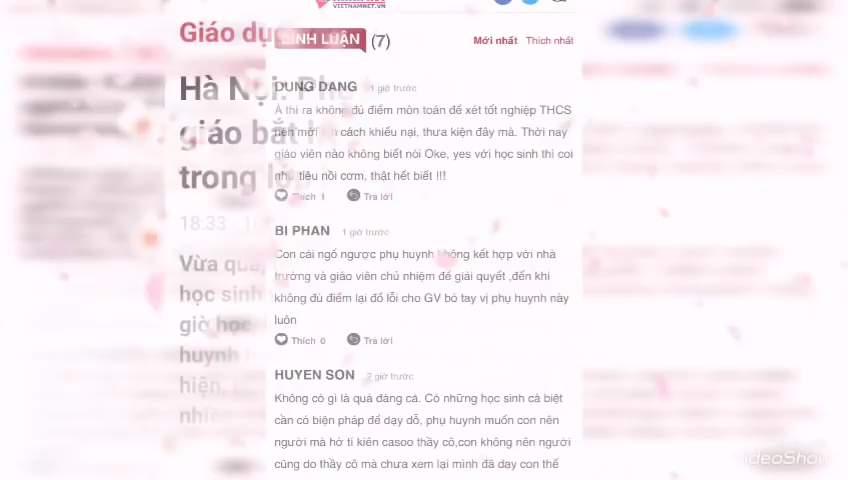 VIETNAMNET.VN
Giáo dục
BÌNH LUẬN (7)
Mới nhất Thích nhất
Hà Nội: Phụ
giáo bắt
trong lớp
18:33
Vừa qua,
học sinh
giờ học
huynh
hiện,
DUNG DANG 1 giờ trước
À thì ra không đủ điểm môn toán để xét tốt nghiệp THCS
nên mới tìm cách khiếu nại, thưa kiện đây mà. Thời nay
giáo viên nào không biết nói Oke, yes với học sinh thì coi
như tiêu nồi cơm, thật hết biết !!!
Thích 1 Trả lời
BI PHAN 1 giờ trước
Con cái ngổ ngược phụ huynh không kết hợp với nhà
trường và giáo viên chủ nhiệm để giải quyết ,đến khi
không đủ điểm lại đổ lỗi cho GV bó tay vị phụ huynh này
luôn
Thích 0 Trả lời
HUYEN SON 2 giờ trước
Không có gì là quá đáng cả. Có những học sinh cá biệt
cần có biện pháp để dạy dỗ, phụ huynh muốn con nên
người mà hở tí kiên casoo thầy cô,con không nên người
cũng do thầy cô mà chưa xem lại mình đã dạy con thế
ideoShow